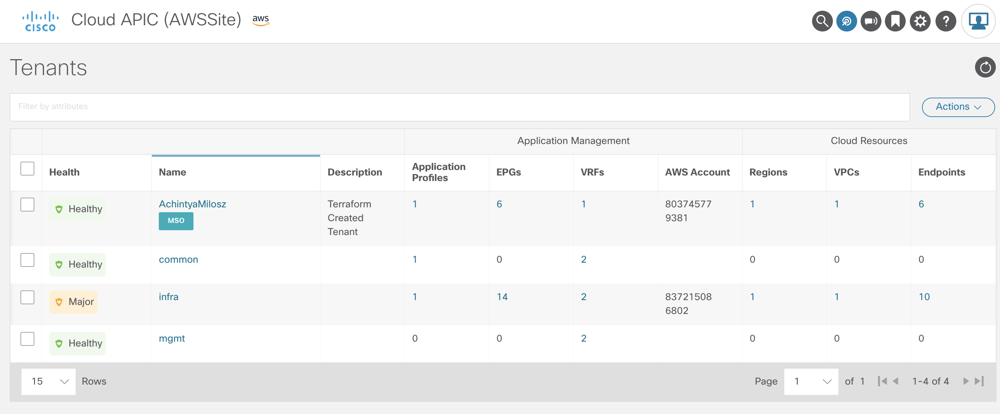 CISCO Cloud APIC (AWSSite) aws
?
Tenants
Filter by attributes
Actions
Application Management Cloud Resources
Health Name Description Application Profiles EPGs VRFs AWS Account Regions VPCs Endpoints
Healthy AchintyaMilosz Terraform 1 6 1 80374577 1 1 6
MSO Created 9381
Tenant
Healthy common 1 0 2 0 0 0
Major infra 1 14 2 83721508 1 1 10
6802
Healthy mgmt 0 0 2 0 0 0
15 Rows Page 1 of 1 1-4 of 4